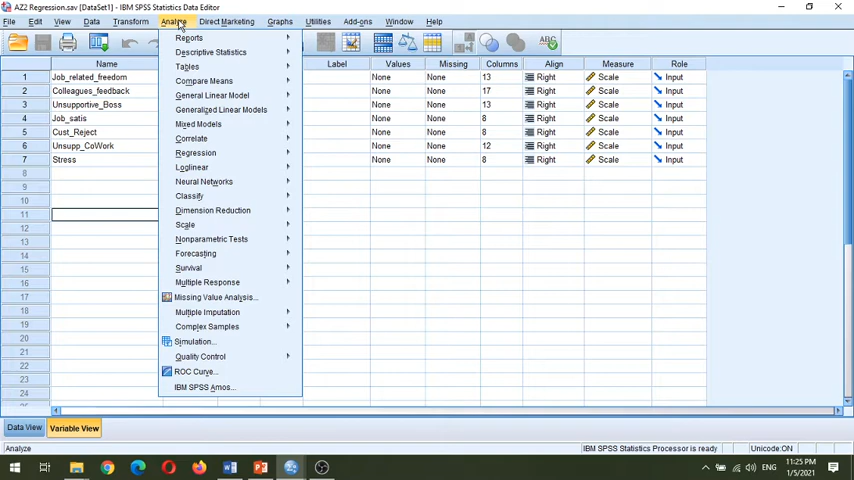 AZ2 Regression.sav [DataSet1] - IBM SPSS Statistics Data Editor
File Edit View Data Transform Analyze Direct Marketing Graphs Utilities Add-ons Window Help
Name Label Values Missing Columns Align Measure Role
1 Job_related_freedom None None 13 Right Scale Input
2 Colleagues_feedback None None 17 Right Scale Input
3 Unsupportive_Boss None None 13 Right Scale Input
4 Job_satis None None 8 Right Scale Input
5 Cust_Reject None None 8 Right Scale Input
6 Unsupp_CoWork None None 12 Right Scale Input
7 Stress None None 8 Right Scale Input
8
9
10
11
12
13
14
15
16
17
18
19
20
21
22
23
24
Reports
Descriptive Statistics
Tables
Compare Means
General Linear Model
Generalized Linear Models
Mixed Models
Correlate
Regression
Loglinear
Neural Networks
Classify
Dimension Reduction
Scale
Nonparametric Tests
Forecasting
Survival
Multiple Response
Missing Value Analysis...
Multiple Imputation
Complex Samples
Simulation...
Quality Control
ROC Curve...
IBM SPSS Amos...
Data View Variable View
Analyze IBM SPSS Statistics Processor is ready Unicode:ON
ENG 11:25 PM
1/5/2021